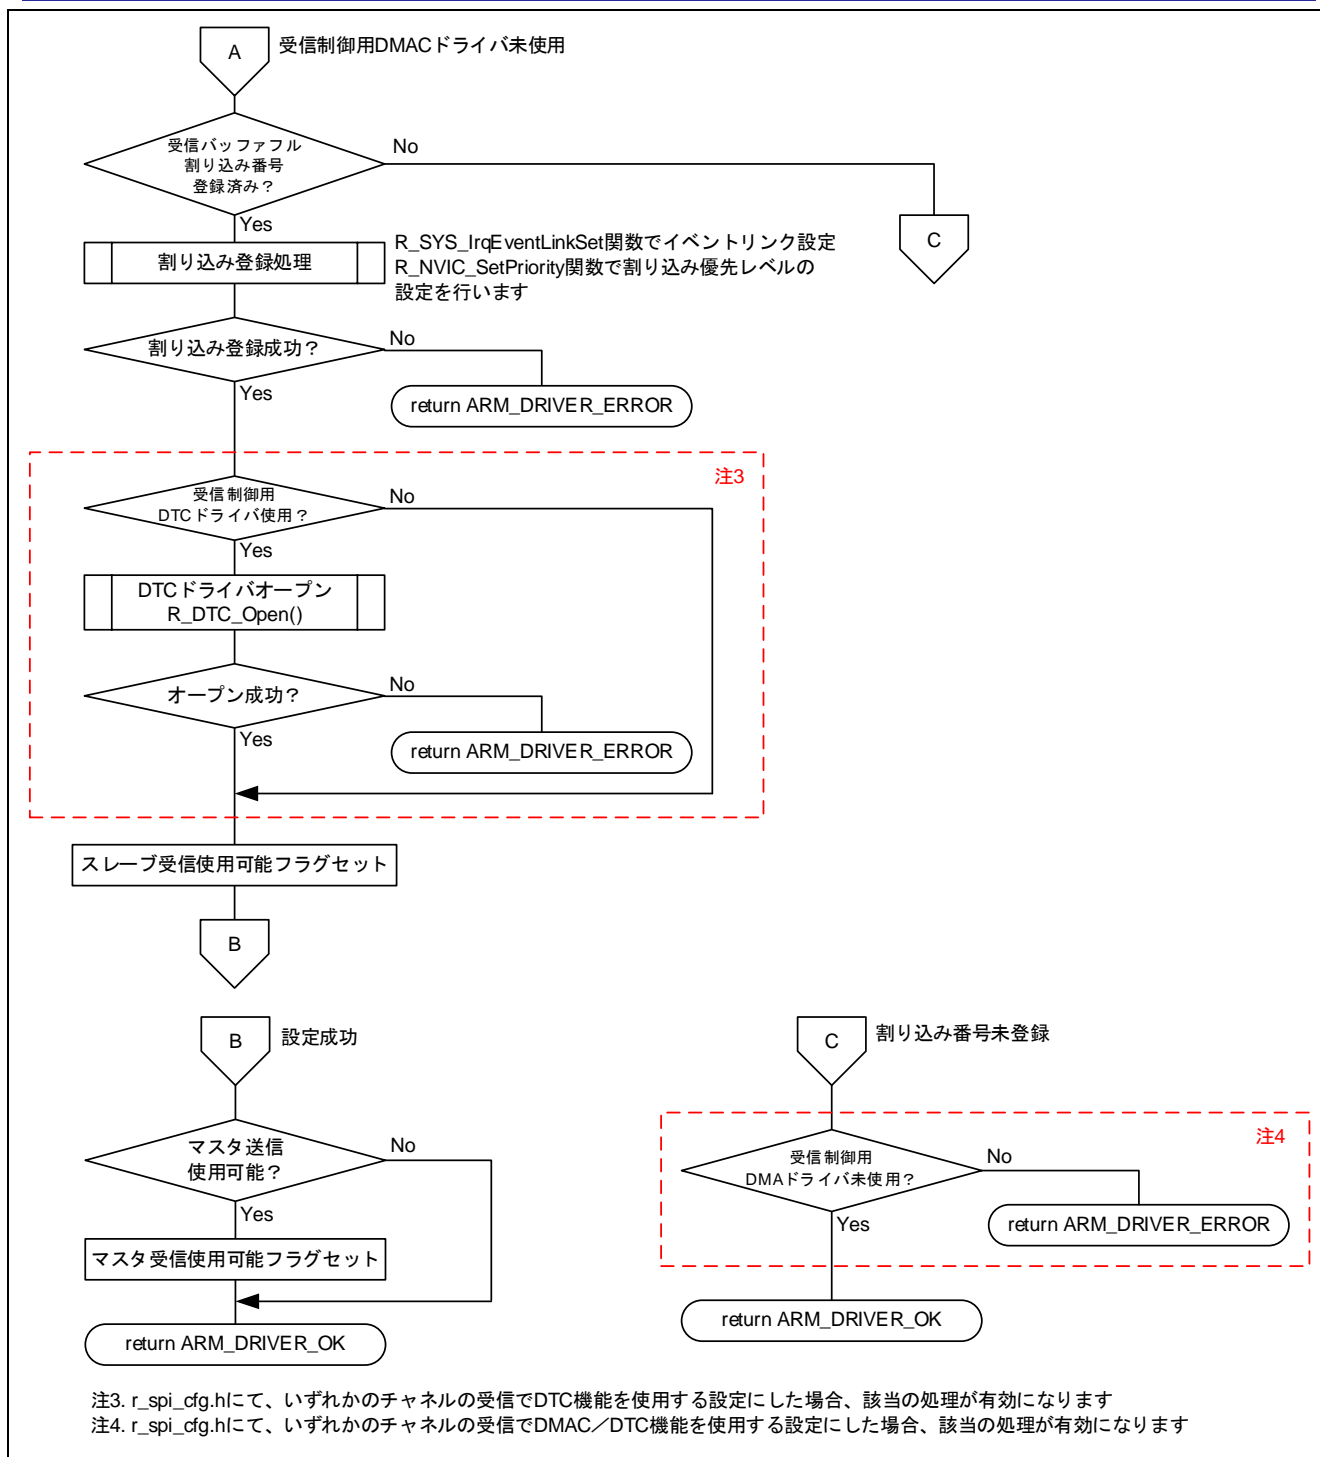 A
受信制御用DMACドライバ未使用
受信バッファフル
割り込み番号
登録済み？
No
Yes
C
割り込み登録処理
R_SYS_IrqEventLinkSet関数でイベントリンク設定
R_NVIC_SetPriority関数で割り込み優先レベルの
設定を行います
割り込み登録成功？
No
Yes
return ARM_DRIVER_ERROR
注3
受信制御用
DTCドライバ使用？
No
Yes
DTCドライバオープン
R_DTC_Open()
オープン成功？
No
Yes
return ARM_DRIVER_ERROR
スレーブ受信使用可能フラグセット
B
B
設定成功
マスタ送信
使用可能？
No
Yes
マスタ受信使用可能フラグセット
return ARM_DRIVER_OK
C
割り込み番号未登録
注4
受信制御用
DMAドライバ未使用？
No
Yes
return ARM_DRIVER_ERROR
return ARM_DRIVER_OK
注3. r_spi_cfg.hにて、いずれかのチャネルの受信でDTC機能を使用する設定にした場合、該当の処理が有効になります
注4. r_spi_cfg.hにて、いずれかのチャネルの受信でDMAC／DTC機能を使用する設定にした場合、該当の処理が有効になります